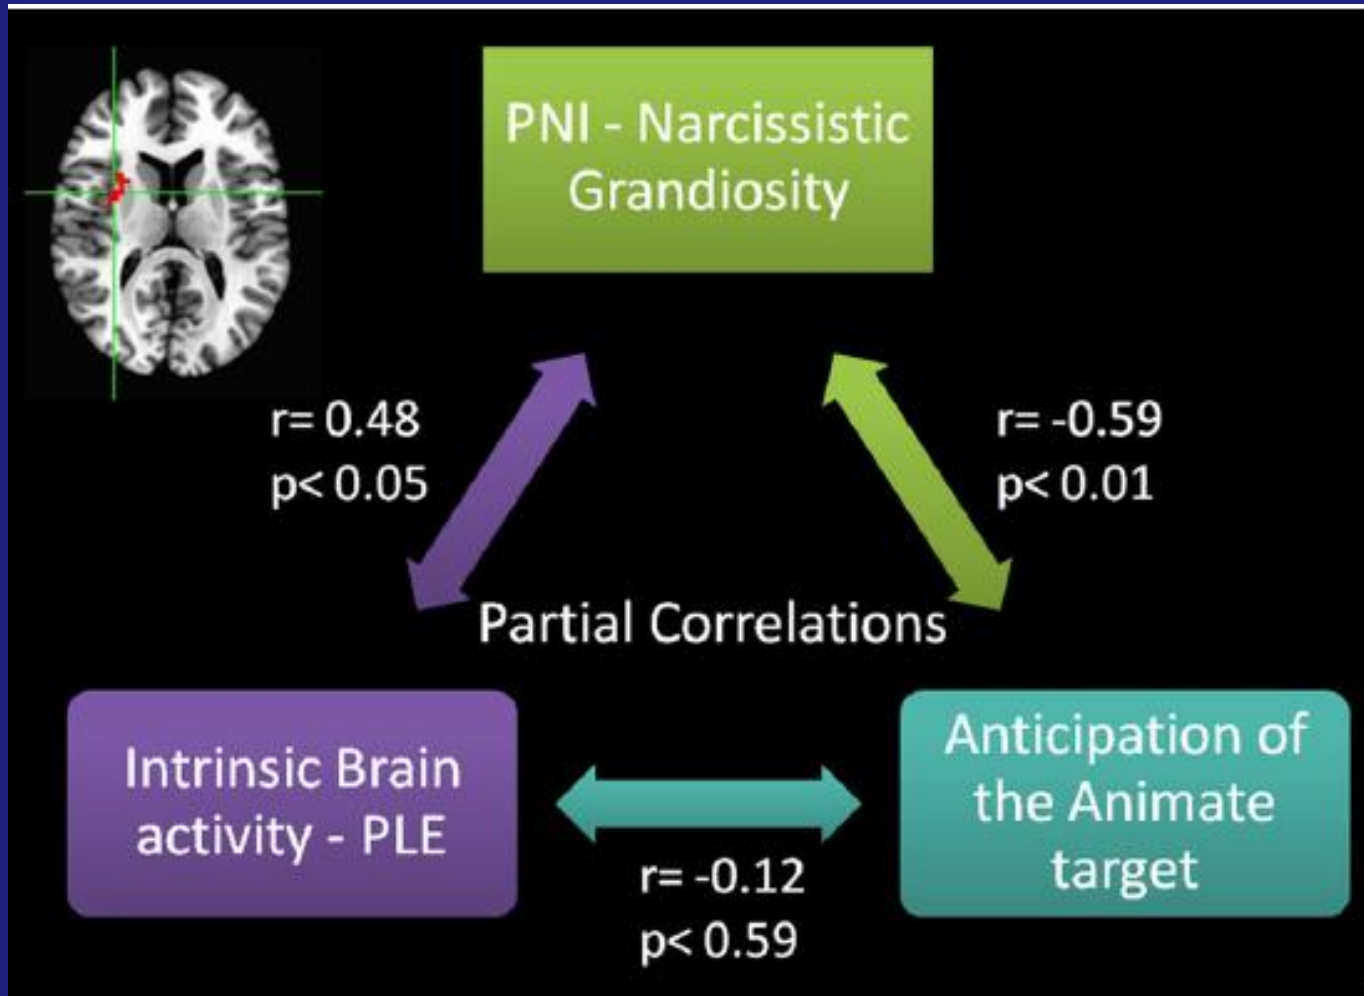 PNI - Narcissistic
Grandiosity
r= 0.48
p< 0.05
r= -0.59
p< 0.01
Partial Correlations
Intrinsic Brain
activity - PLE
r= -0.12
p< 0.59
Anticipation of
the Animate
target